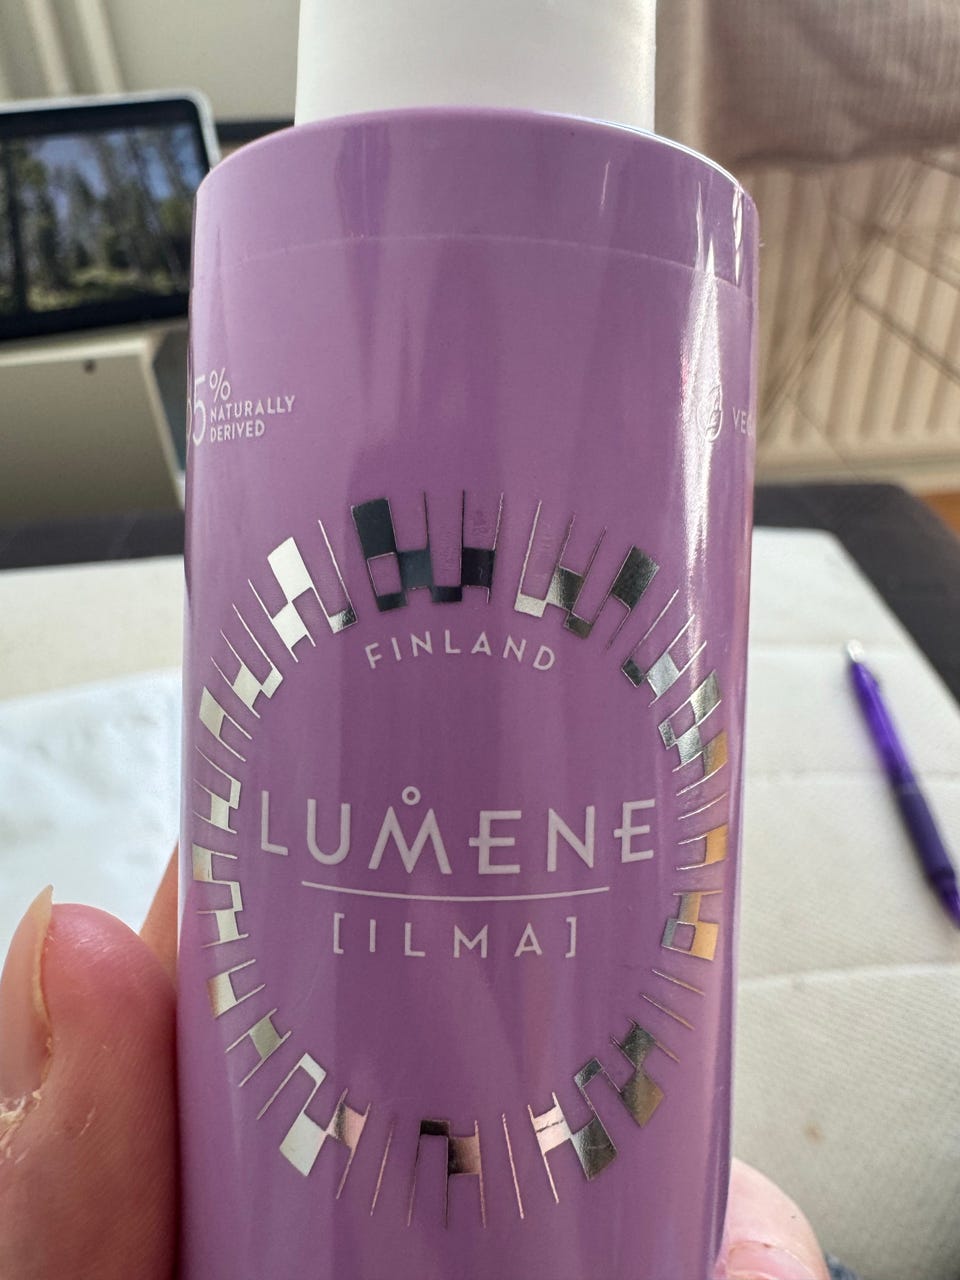 5%
NATURALLY
DERIVED
FINLAND
LUMENE
[ILMA]